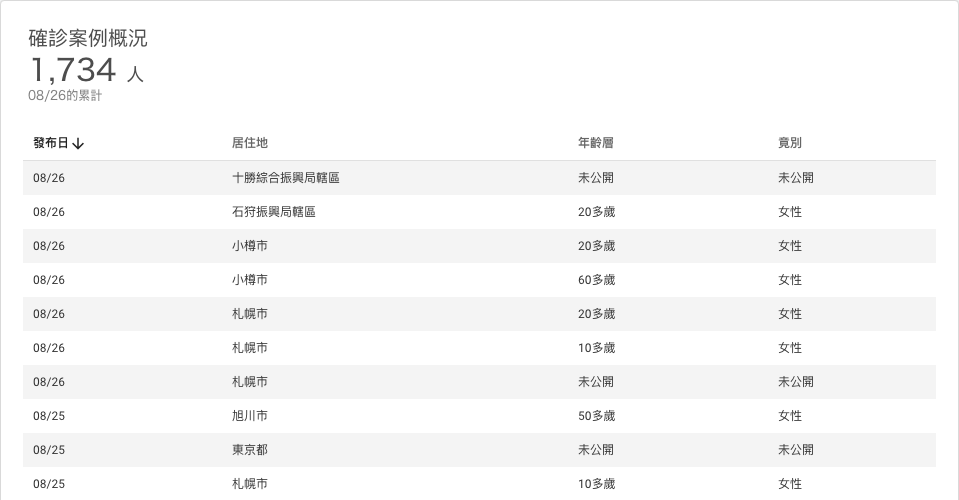 確診案例概況
1,734 人
08/26的累計
發布日↓ 居住地 年齡層 竟別
08/26 十勝綜合振興局轄區 未公開 未公開
08/26 石狩振興局轄區 20多歲 女性
08/26 小樽市 20多歲 女性
08/26 小樽市 60多歲 女性
08/26 札幌市 20多歲 女性
08/26 札幌市 10多歲 女性
08/26 札幌市 未公開 未公開
08/25 旭川市 50多歲 女性
08/25 東京都 未公開 未公開
08/25 札幌市 10多歲 女性